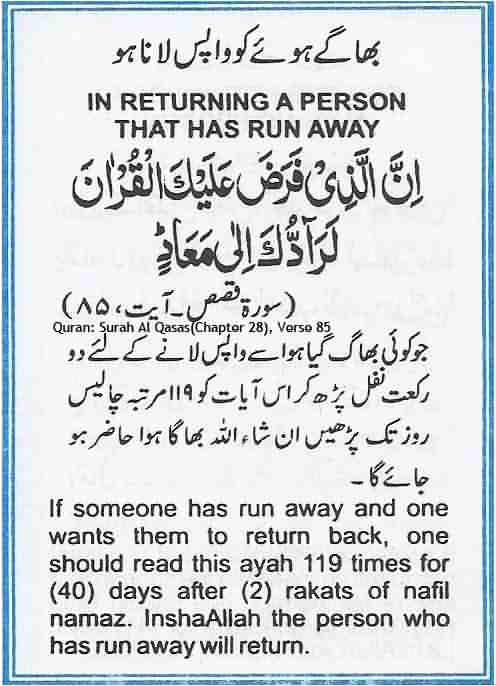 بھاگے ہوئے کو واپس لانا ہو
IN RETURNING A PERSON
THAT HAS RUN AWAY
اِنَّ الَّذِیْ فَرَضَ عَلَیْكَ الْقُرْاٰنَ
لَرَآدُّكَ اِلٰی مَعَادٍ
(سورۃ قصص ۔ آیت، ۸۵)
Quran: Surah Al Qasas(Chapter 28), Verse 85
جو کوئی بھاگ گیا ہوا سے واپس لانے کے لئے دو
رکعت نفل پڑھ کر اس آیات کو ۱۱۹ مرتبہ چالیس
روز تک پڑھیں ان شاء اللہ بھاگا ہوا حاضر ہو
جائے گا ۔
If someone has run away and one
wants them to return back, one
should read this ayah 119 times for
(40) days after (2) rakats of nafil
namaz. InshaAllah the person who
has run away will return.